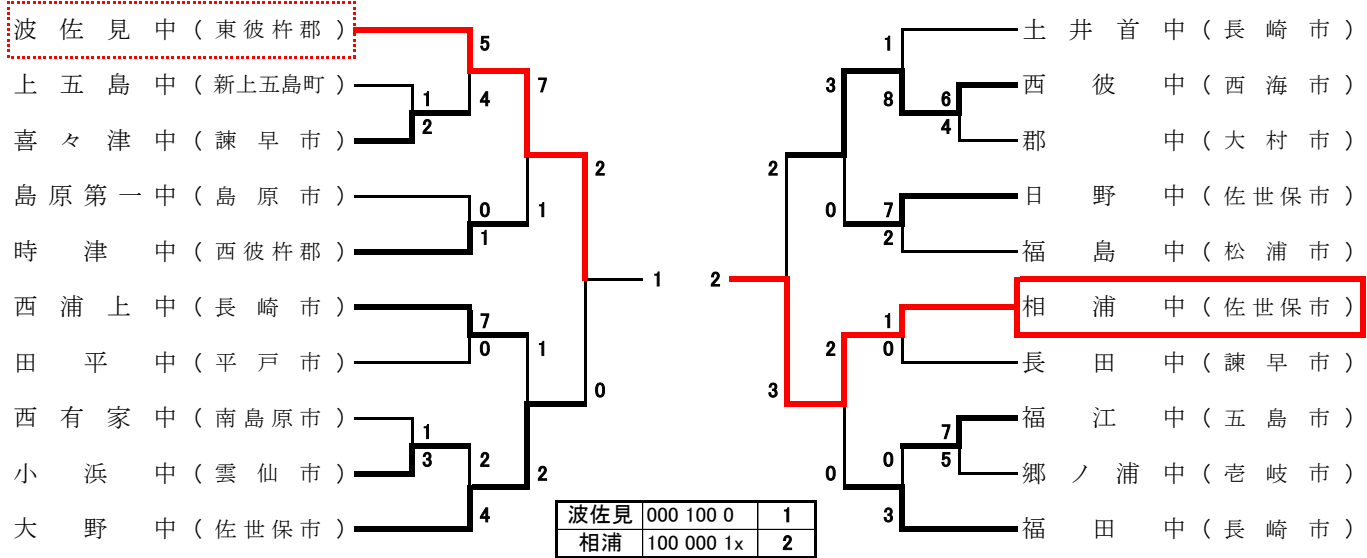 波佐見中(東彼杵郡)
上五島中(新上五島町)
喜々津中(諫早市)
島原第一中(島原市)
時津中(西彼杵郡)
西浦上中(長崎市)
田平中(平戸市)
西有家中(南島原市)
小浜中(雲仙市)
大野中(佐世保市)
5
4
7
1
2
2
0
1
1
7
0
1
0
1
3
2
2
4
1
2
土井首中(長崎市)
西彼中(西海市)
郡中(大村市)
日野中(佐世保市)
福島中(松浦市)
相浦中(佐世保市)
長田中(諫早市)
福江中(五島市)
郷ノ浦中(壱岐市)
福田中(長崎市)
1
3
8
6
4
2
0
7
2
1
2
0
3
7
0
5
0
3
波佐見 000 100 0 1
相浦 100 000 1x 2